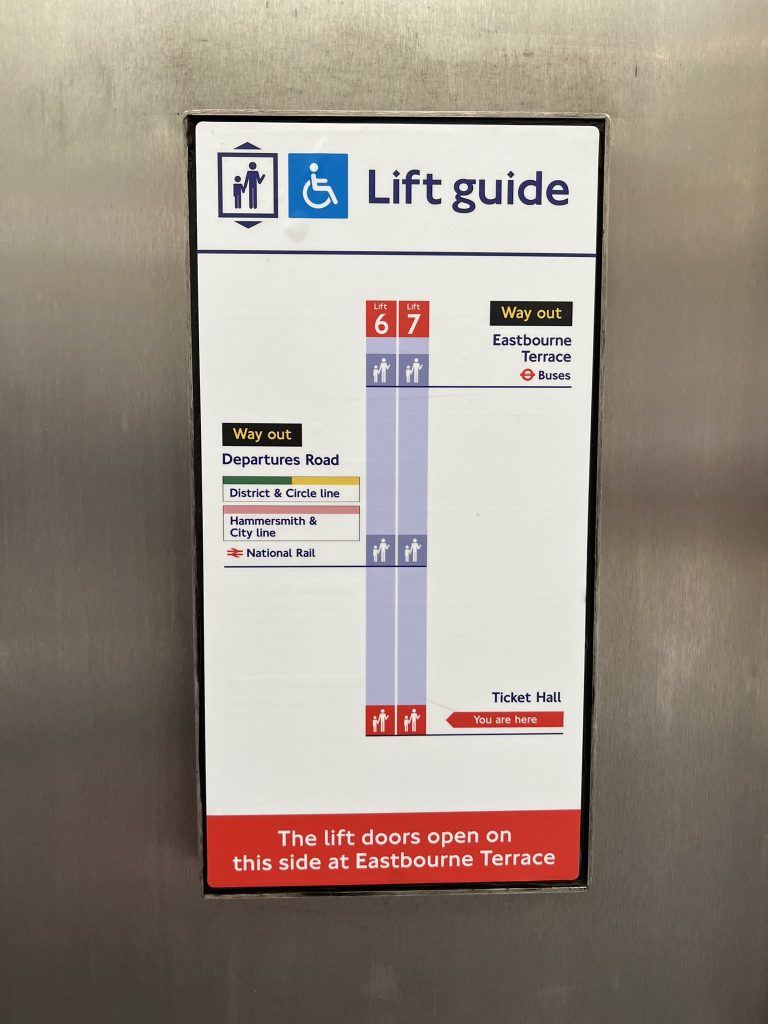 Lift guide
Lift
6
Lift
7
Way out
Eastbourne
Terrace
Buses
Way out
Departures Road
District & Circle line
Hammersmith &
City line
National Rail
Ticket Hall
You are here
The lift doors open on
this side at Eastbourne Terrace